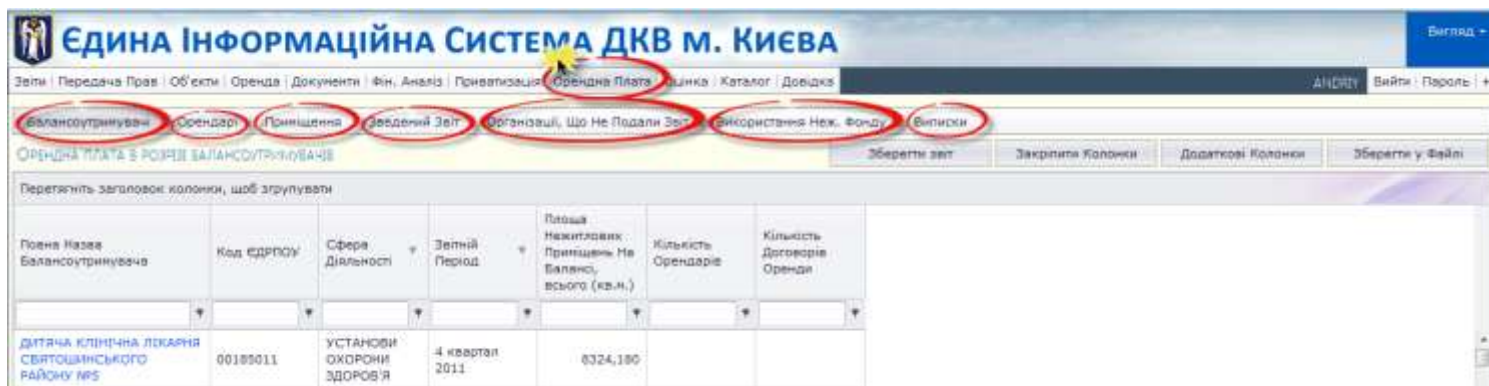 Єдина Інформаційна Система ДКВ м. Києва
Вигляд
Звіти | Передача Прав | Об'єкти | Оренда | Документи | Фін. Аналіз | Приватизація | Орендна Плата | Оцінка | Каталог | Довідка
ANDRIY Вийти | Пароль | +
Балансоутримувачі Орендарі Приміщення Зведений Звіт Організації, Що Не Подали Звіт Використання Неж. Фонду Виписки
Орендна плата в розрізі балансоутримувачів
Зберегти звіт Закріпити Колонки Додаткові Колонки Зберегти у Файлі
Перетягніть заголовок колонки, щоб згрупувати
Повна Назва Балансоутримувача
Код ЄДРПОУ
Сфера Діяльності
Звітній Період
Площа Нежитлових Приміщень На Балансі, всього (кв.м.)
Кількість Орендарів
Кількість Договорів Оренди
ДИТЯЧА КЛІНІЧНА ЛІКАРНЯ СВЯТОШИНСЬКОГО РАЙОНУ №5
00185011
УСТАНОВИ ОХОРОНИ ЗДОРОВ'Я
4 квартал 2011
8324,180